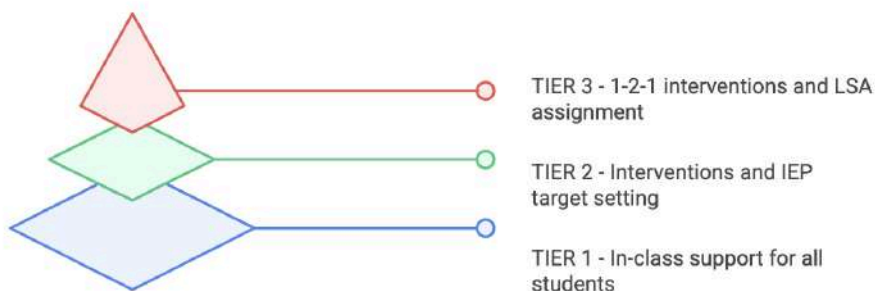 TIER 3 - 1-2-1 interventions and LSA
assignment
TIER 2 - Interventions and IEP
target setting
TIER 1 - In-class support for all
students